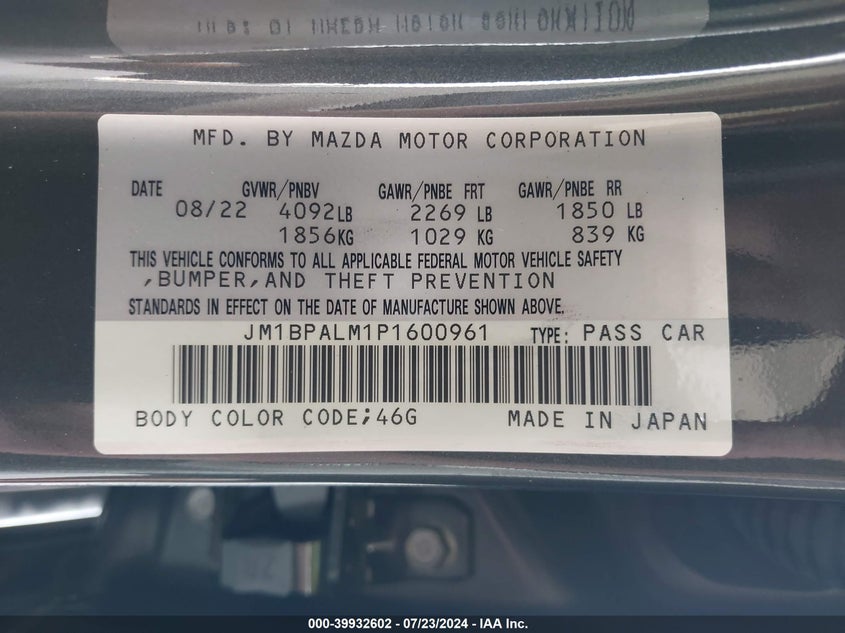 MFD. BY MAZDA MOTOR CORPORATION
DATE GVWR/PNBV GAWR/PNBE FRT GAWR/PNBE RR
08/22 4092LB 2269 LB 1850 LB
1856KG 1029 KG 839 KG
THIS VEHICLE CONFORMS TO ALL APPLICABLE FEDERAL MOTOR VEHICLE SAFETY
,BUMPER,AND THEFT PREVENTION
STANDARDS IN EFFECT ON THE DATE OF MANUFACTURE SHOWN ABOVE.
JM1BPALM1P1600961 TYPE: PASS CAR
BODY COLOR CODE;46G MADE IN JAPAN
000-39932602 - 07/23/2024 - IAA Inc.